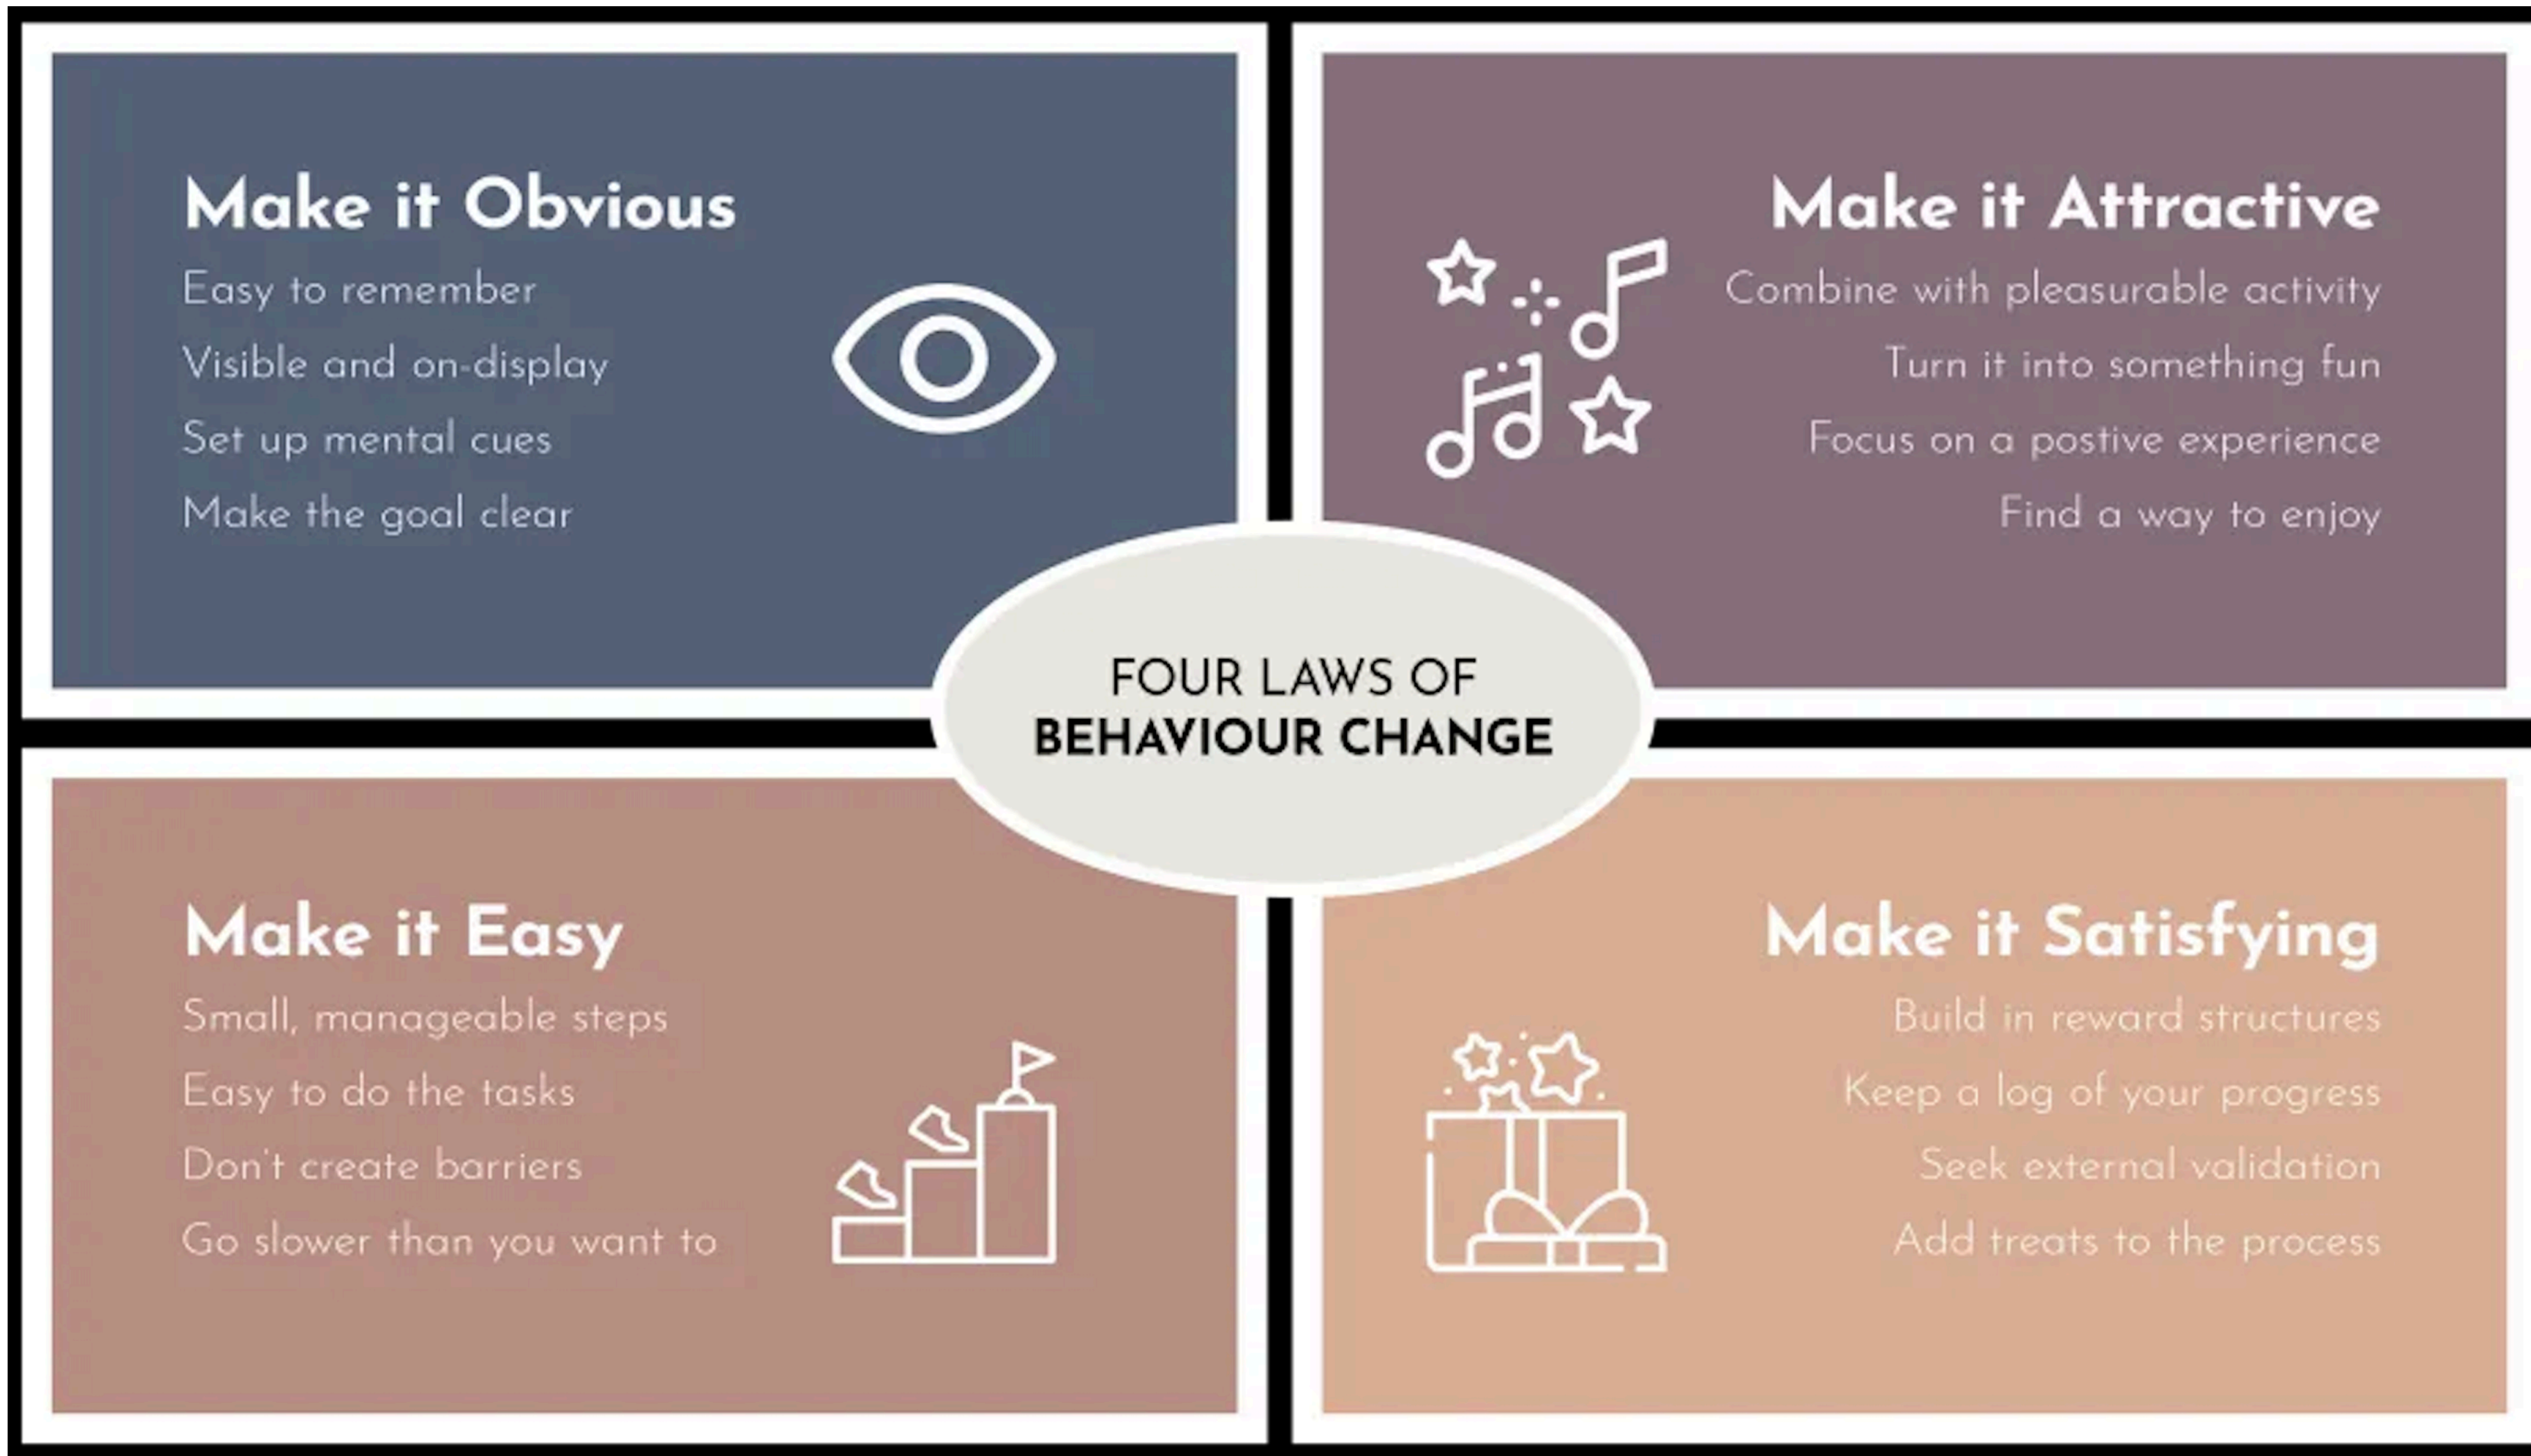 Make it Obvious
Easy to remember
Visible and on-display
Set up mental cues
Make the goal clear
Make it Attractive
Combine with pleasurable activity
Turn it into something fun
Focus on a postive experience
Find a way to enjoy
FOUR LAWS OF
BEHAVIOUR CHANGE
Make it Easy
Small, manageable steps
Easy to do the tasks
Don't create barriers
Go slower than you want to
Make it Satisfying
Build in reward structures
Keep a log of your progress
Seek external validation
Add treats to the process